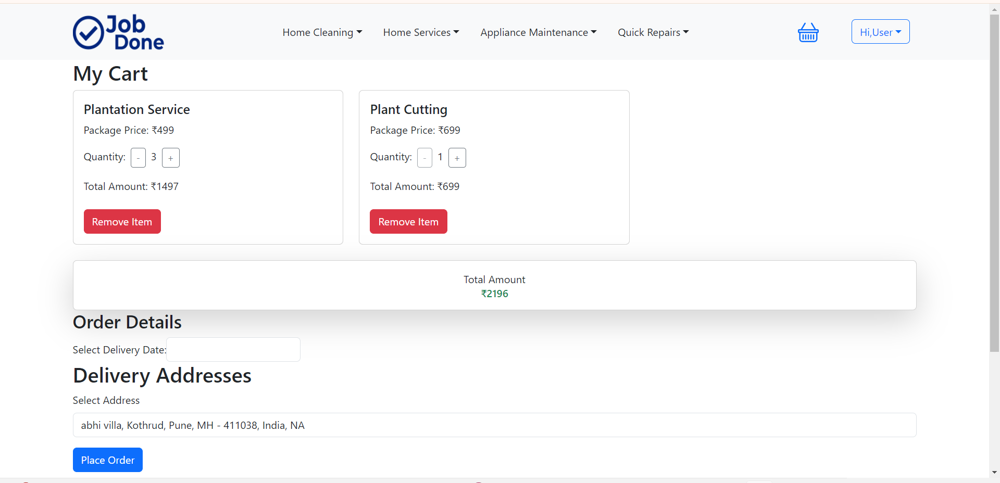 Job
Done
Home Cleaning
Home Services
Appliance Maintenance
Quick Repairs
Hi,User
My Cart
Plantation Service
Package Price: ₹499
Quantity: - 3 +
Total Amount: ₹1497
Remove Item
Plant Cutting
Package Price: ₹699
Quantity: - 1 +
Total Amount: ₹699
Remove Item
Total Amount
₹2196
Order Details
Select Delivery Date:
Delivery Addresses
Select Address
abhi villa, Kothrud, Pune, MH - 411038, India, NA
Place Order